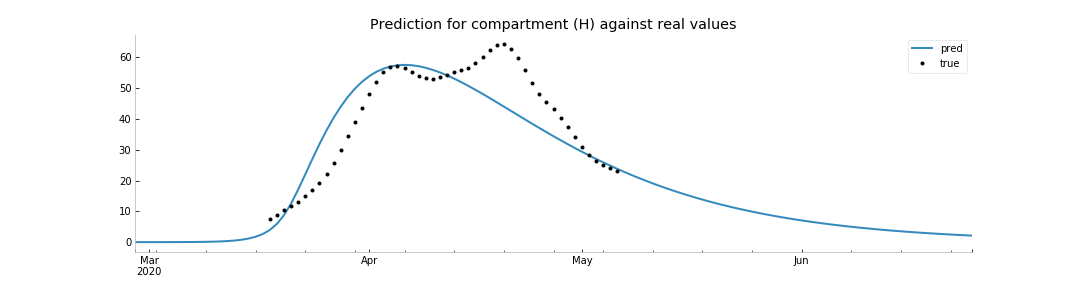 Prediction for compartment (H) against real values
pred
true
60
50
40
30
20
10
0
Mar
2020
Apr
May
Jun